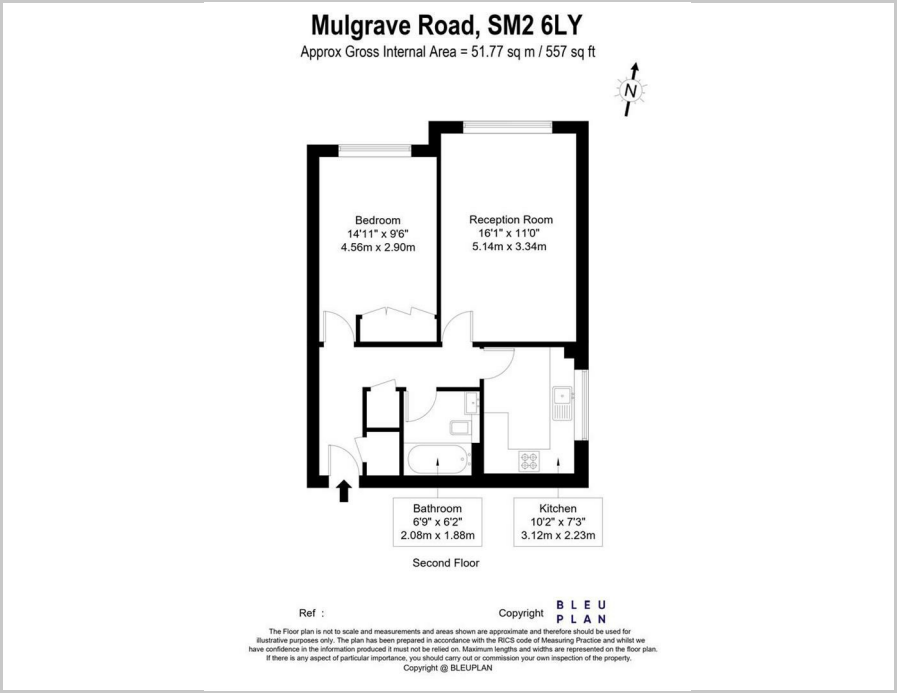 Mulgrave Road, SM2 6LY
Approx Gross Internal Area = 51.77 sq m / 557 sq ft
N
Bedroom
14'11" x 9'6"
4.56m x 2.90m
Reception Room
16'1" x 11'0"
5.14m x 3.34m
Bathroom
6'9" x 6'2"
2.08m x 1.88m
Kitchen
10'2" x 7'3"
3.12m x 2.23m
Second Floor
Ref :
Copyright
BLEU
PLAN
The Floor plan is not to scale and measurements and areas shown are approximate and therefore should be used for
illustrative purposes only. The plan has been prepared in accordance with the RICS code of Measuring Practice and whilst we
have confidence in the information produced it must not be relied on. Maximum lengths and widths are represented on the floor plan.
If there is any aspect of particular importance, you should carry out or commission your own inspection of the property.
Copyright @ BLEUPLAN